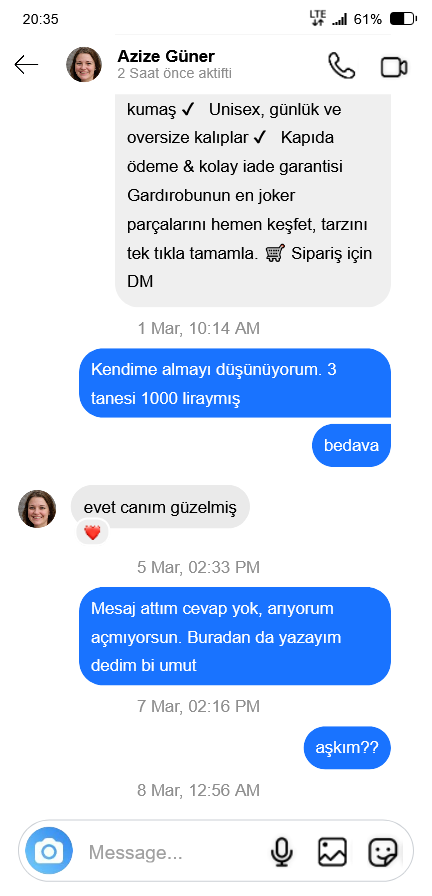 20:35 LTE 61%
Azize Güner
2 Saat önce aktifti
kumaş ✓ Unisex, günlük ve
oversize kalıplar ✓ Kapıda
ödeme & kolay iade garantisi
Gardırobunun en joker
parçalarını hemen keşfet, tarzını
tek tıkla tamamla. 🛒 Sipariş için
DM
1 Mar, 10:14 AM
Kendime almayı düşünüyorum. 3
tanesi 1000 liraymış
bedava
evet canım güzelmiş
❤️
5 Mar, 02:33 PM
Mesaj attım cevap yok, arıyorum
açmıyorsun. Buradan da yazayım
dedim bi umut
7 Mar, 02:16 PM
aşkım??
8 Mar, 12:56 AM
Message...